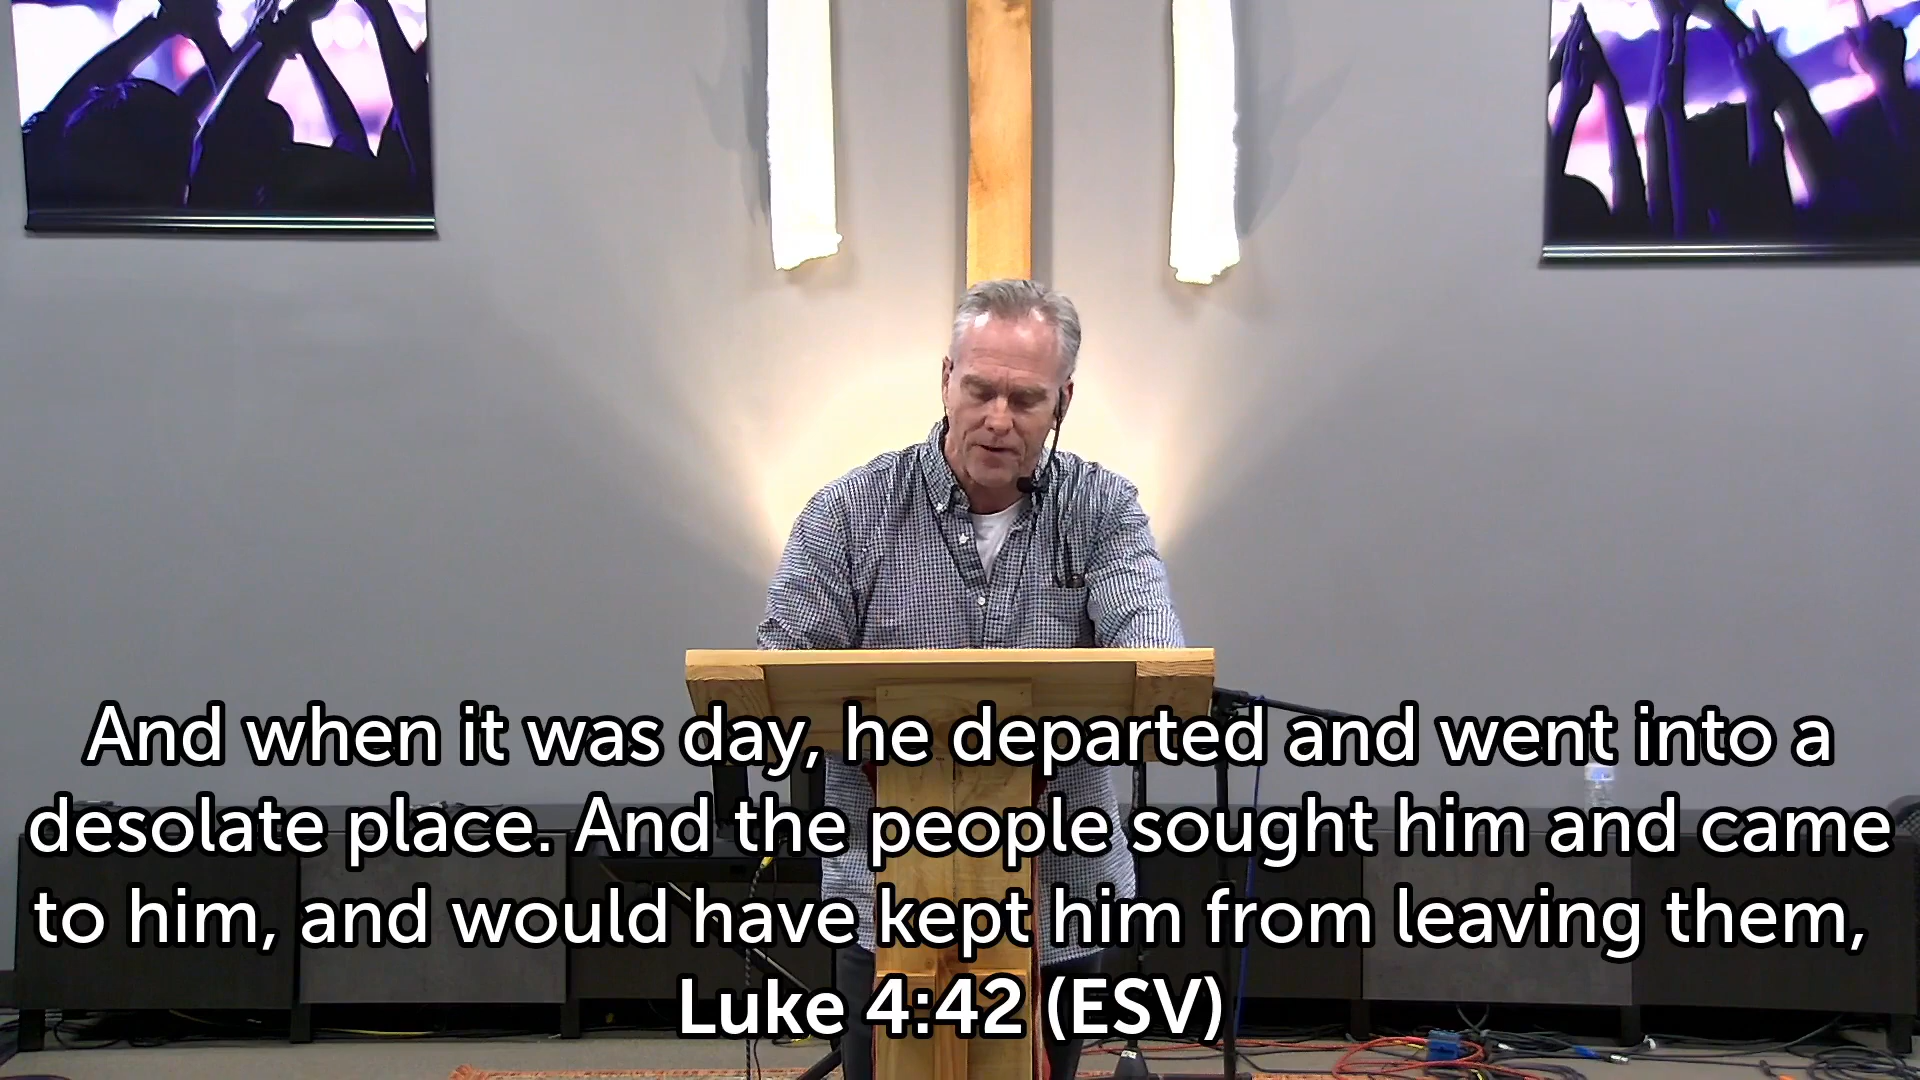 And when it was day, he departed and went into a
desolate place. And the people sought him and came
to him, and would have kept him from leaving them,
Luke 4:42 (ESV)